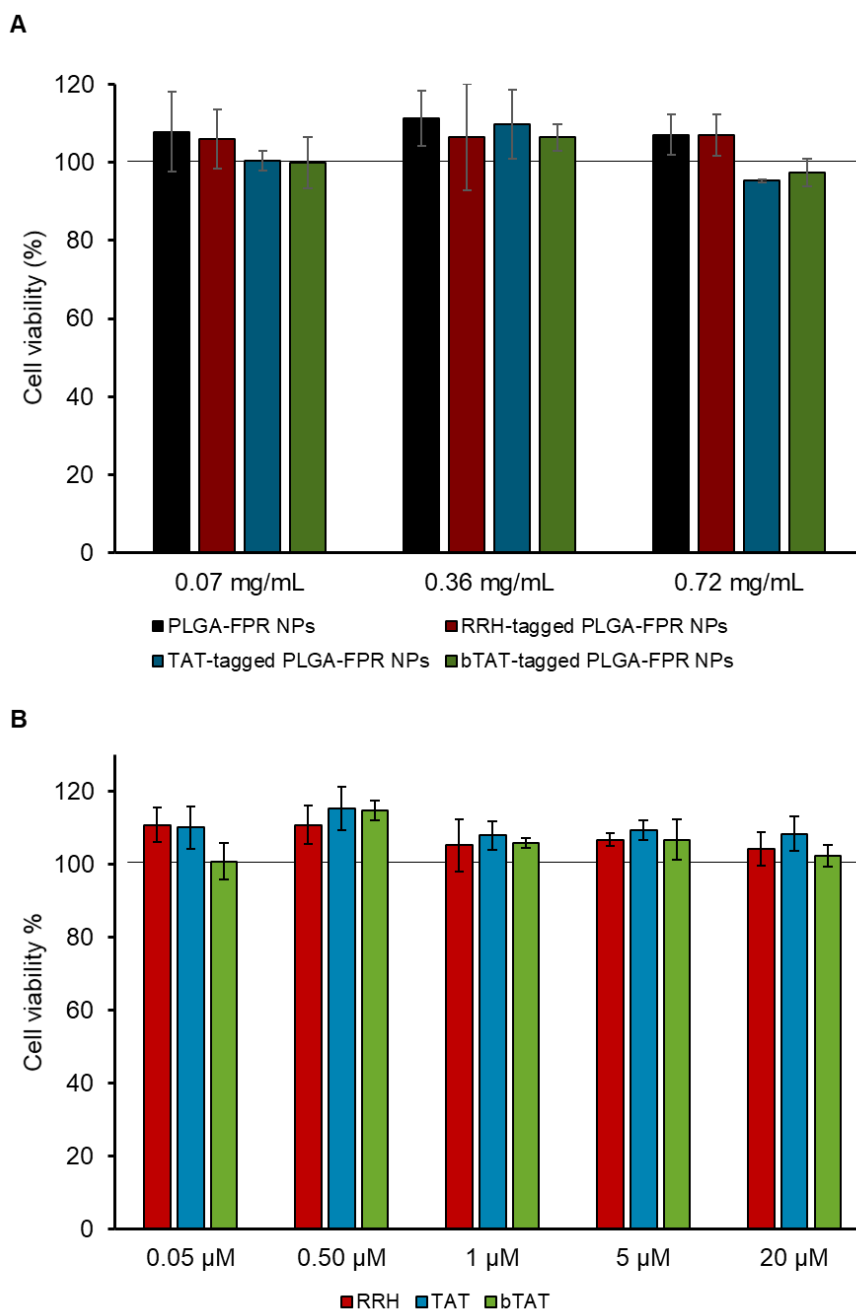 A
120
100
80
60
40
20
0
Cell viability (%)
0.07 mg/mL 0.36 mg/mL 0.72 mg/mL
PLGA-FPR NPs RRH-tagged PLGA-FPR NPs
TAT-tagged PLGA-FPR NPs bTAT-tagged PLGA-FPR NPs
B
120
100
80
60
40
20
0
Cell viability %
0.05 µM 0.50 µM 1 µM 5 µM 20 µM
RRH TAT bTAT